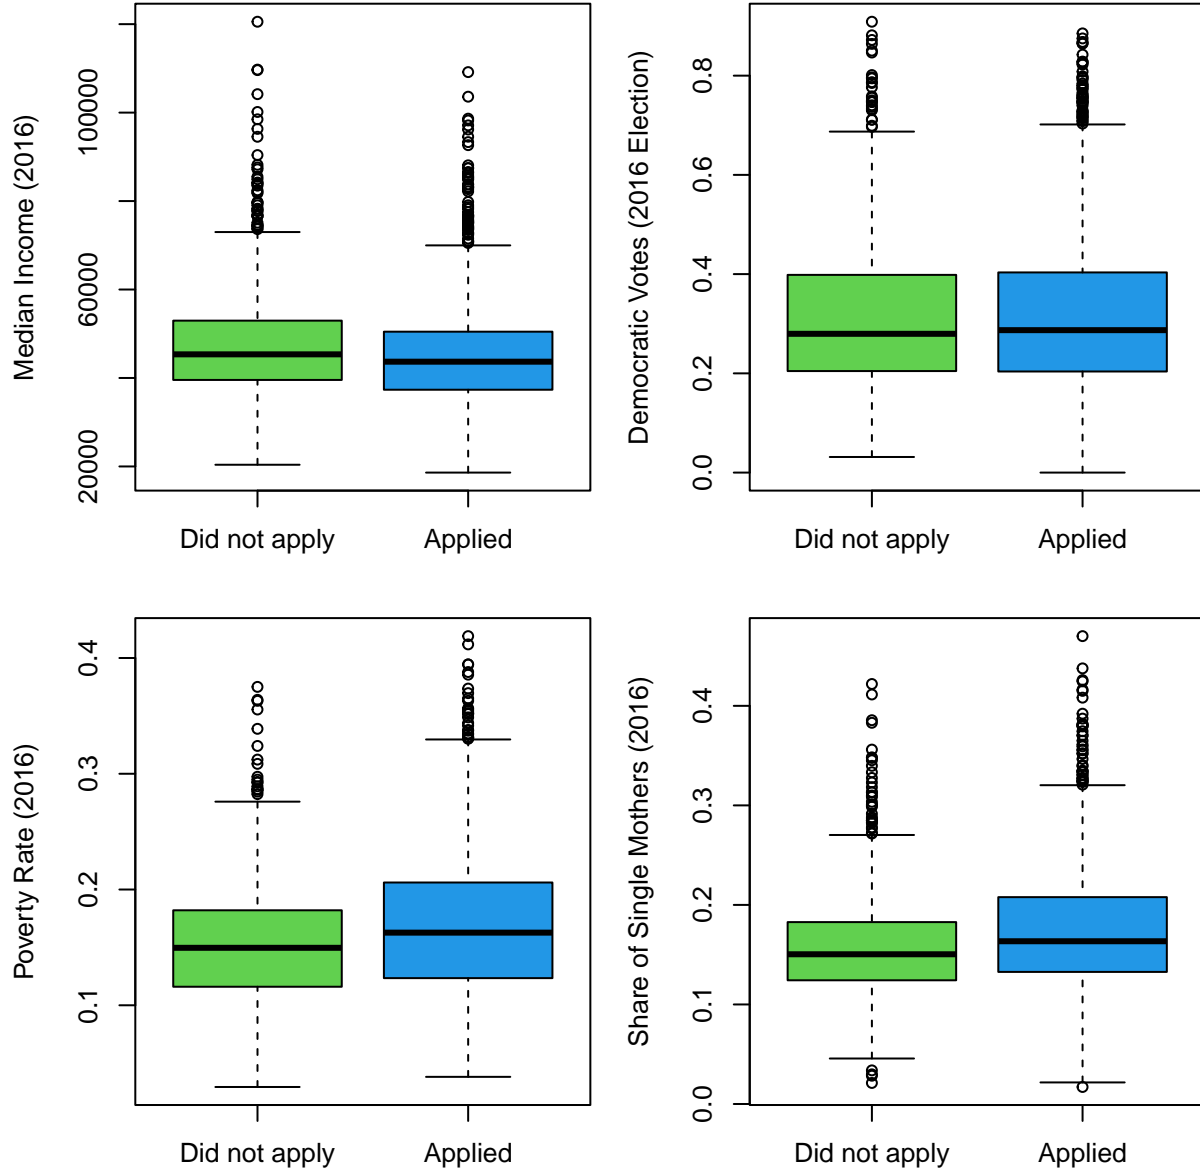 Median Income (2016)
20000
60000
100000
Did not apply
Applied
Democratic Votes (2016 Election)
0.0
0.2
0.4
0.6
0.8
Did not apply
Applied
Poverty Rate (2016)
0.1
0.2
0.3
0.4
Did not apply
Applied
Share of Single Mothers (2016)
0.0
0.1
0.2
0.3
0.4
Did not apply
Applied